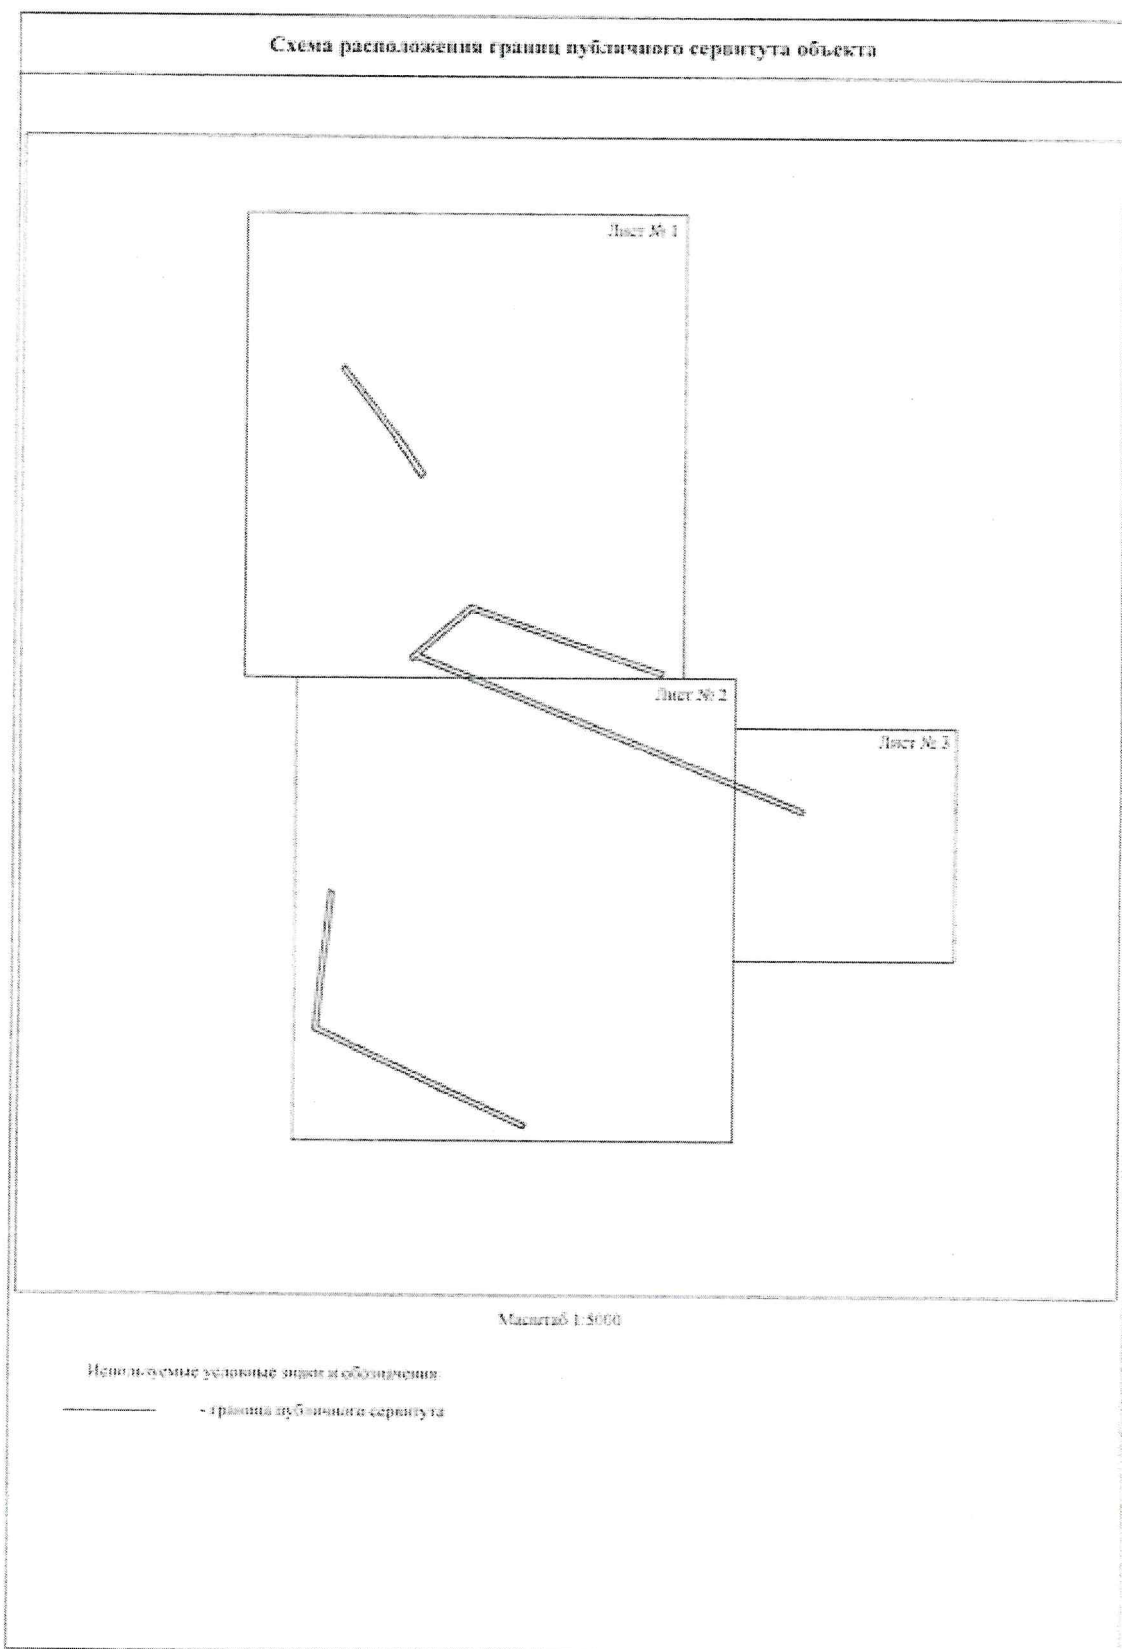 Схема расположения границ публичного сервитута объекта
Лист № 1
Лист № 2
Лист № 3
Масштаб 1:5000
Используемые условные знаки и обозначения
- граница публичного сервитута